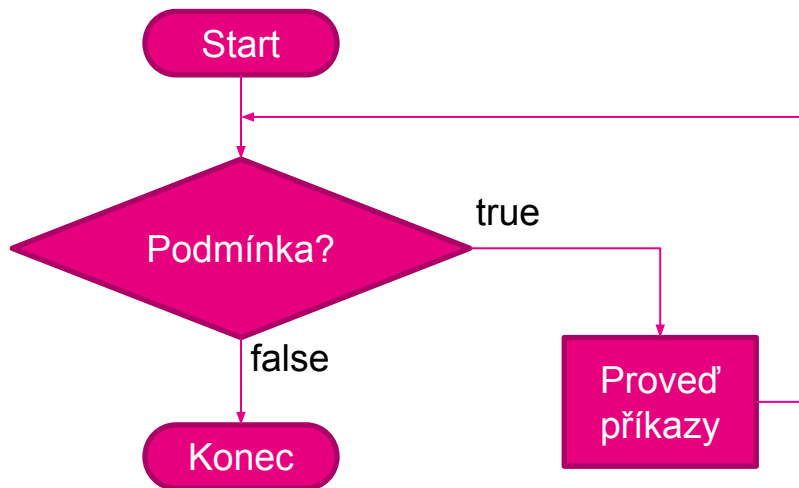 Start
Podmínka?
true
false
Proveď
příkazy
Konec